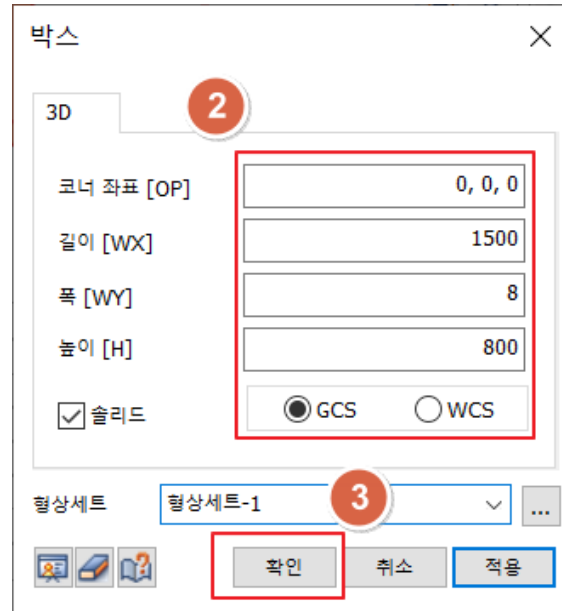 박스
3D
2
코너 좌표 [OP] 0, 0, 0
길이 [WX] 1500
폭 [WY] 8
높이 [H] 800
솔리드 GCS WCS
형상세트 형상세트-1 3 ...
확인 취소 적용